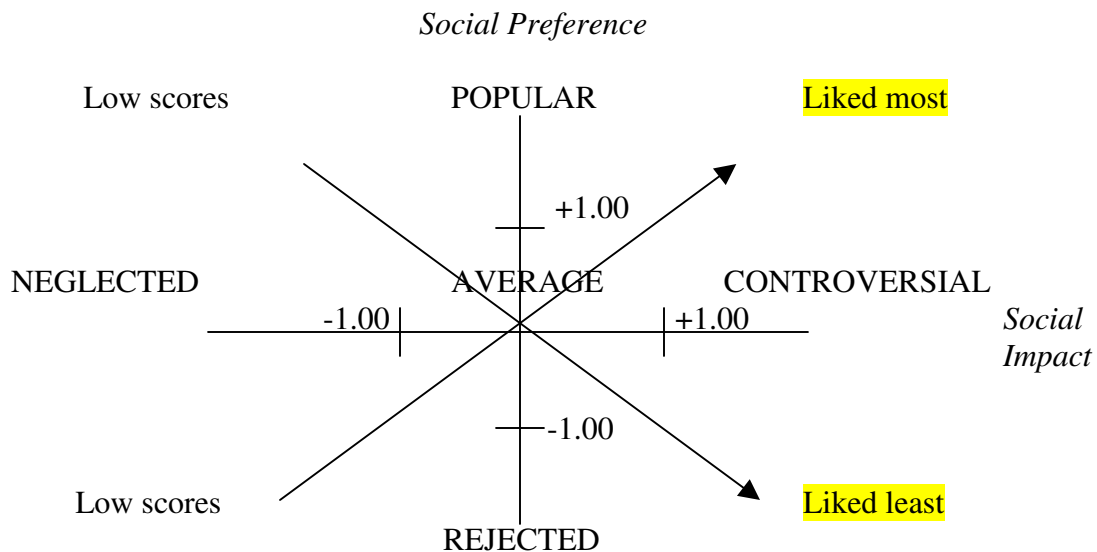 Social Preference
Low scores POPULAR Liked most
+1.00
NEGLECTED AVERAGE CONTROVERSIAL
-1.00 +1.00 Social
Impact
-1.00
Low scores Liked least
REJECTED